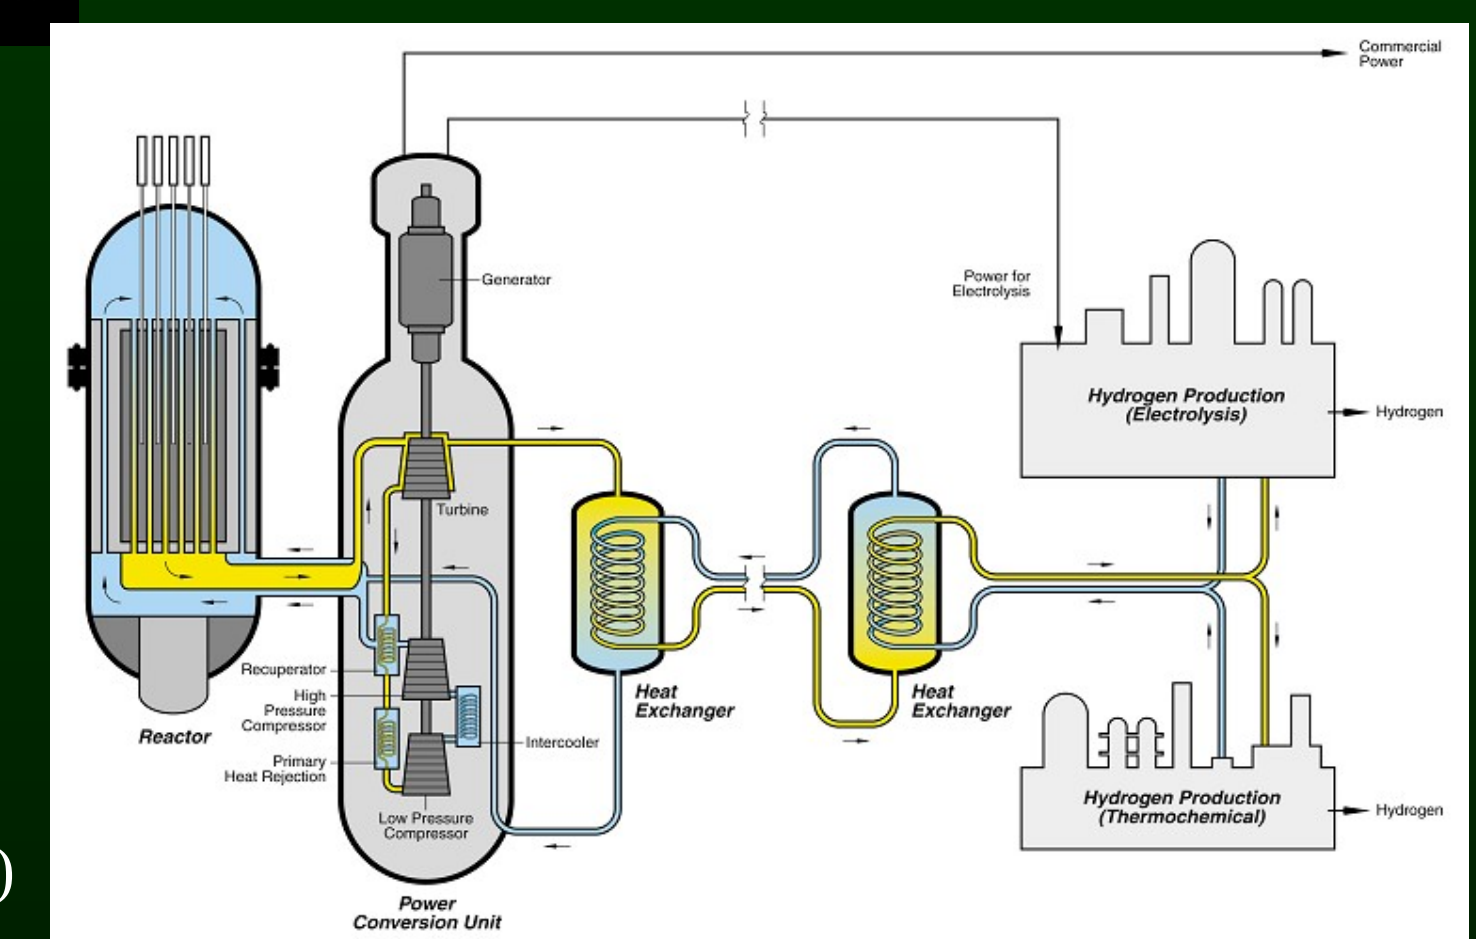 Commercial
Power
Generator
Power for
Electrolysis
Hydrogen Production
(Electrolysis)
Hydrogen
Turbine
Recuperator
High
Pressure
Compressor
Primary
Heat Rejection
Intercooler
Low Pressure
Compressor
Reactor
Heat
Exchanger
Heat
Exchanger
Hydrogen Production
(Thermochemical)
Hydrogen
Power
Conversion Unit
)